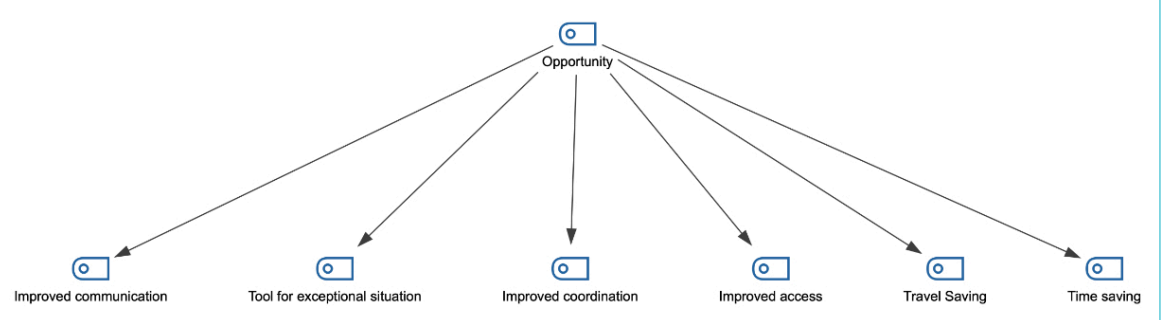 Opportunity
Improved communication
Tool for exceptional situation
Improved coordination
Improved access
Travel Saving
Time saving